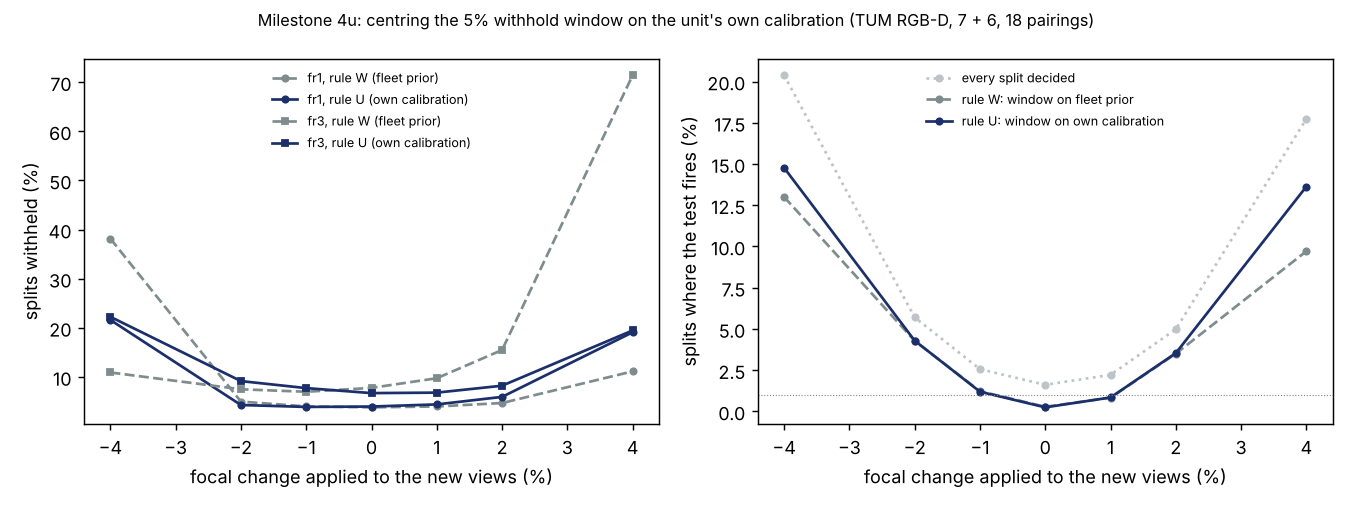 Milestone 4u: centring the 5% withhold window on the unit's own calibration (TUM RGB-D, 7 + 6, 18 pairings)
splits withheld (%)
70
60
50
40
30
20
10
fr1, rule W (fleet prior)
fr1, rule U (own calibration)
fr3, rule W (fleet prior)
fr3, rule U (own calibration)
−4 −3 −2 −1 0 1 2 3 4
focal change applied to the new views (%)
splits where the test fires (%)
20.0
17.5
15.0
12.5
10.0
7.5
5.0
2.5
0.0
every split decided
rule W: window on fleet prior
rule U: window on own calibration
−4 −3 −2 −1 0 1 2 3 4
focal change applied to the new views (%)